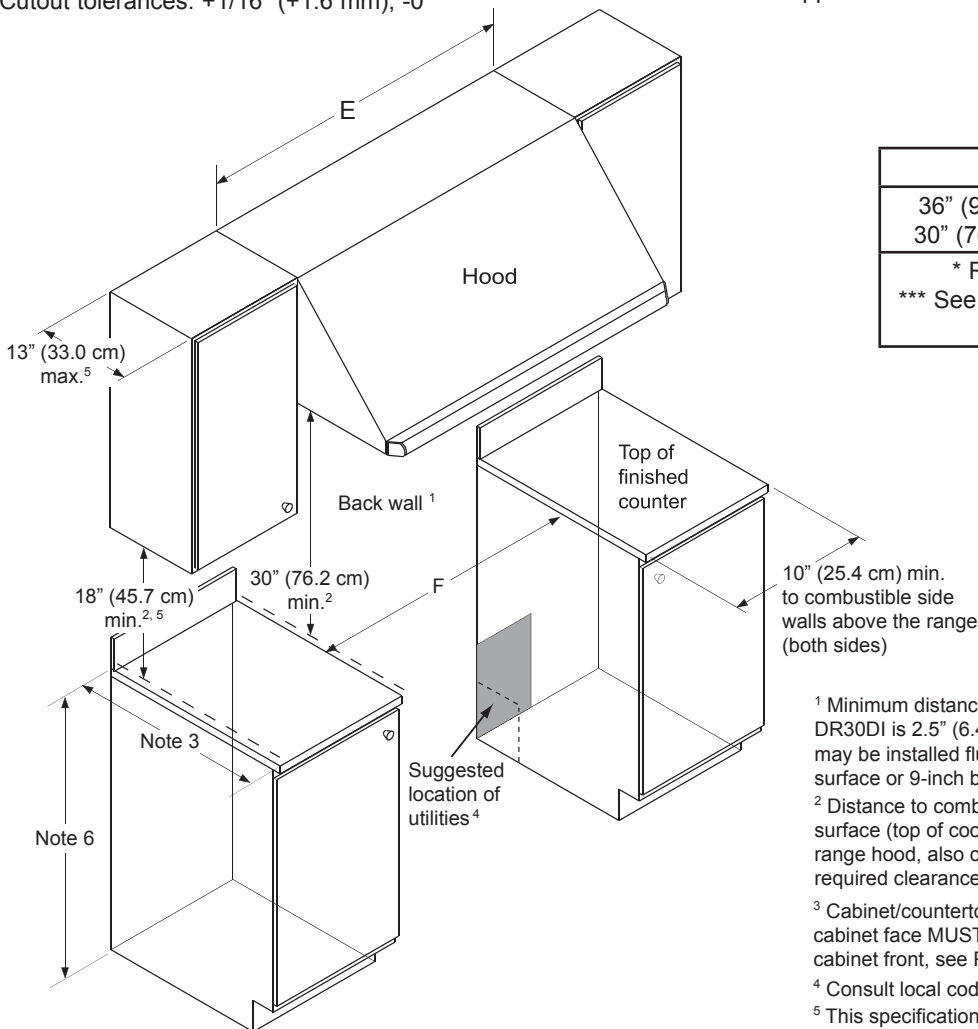 Cutout tolerances: +1/16" (+1.6 mm), -0
E
Hood
36” (9
30” (7
* R
*** See
13” (33.0 cm)
max.5
Top of
finished
counter
Back wall 1
18” (45.7 cm)
min.2, 5
30” (76.2 cm)
min.2
F
10” (25.4 cm) min.
to combustible side
walls above the range
(both sides)
Note 3
Suggested
location of
utilities 4
Note 6
1 Minimum distanc
DR30DI is 2.5” (6.4
may be installed flu
surface or 9-inch b
2 Distance to comb
surface (top of coo
range hood, also c
required clearance
3 Cabinet/counterto
cabinet face MUST
cabinet front, see F
4 Consult local cod
5 This specification